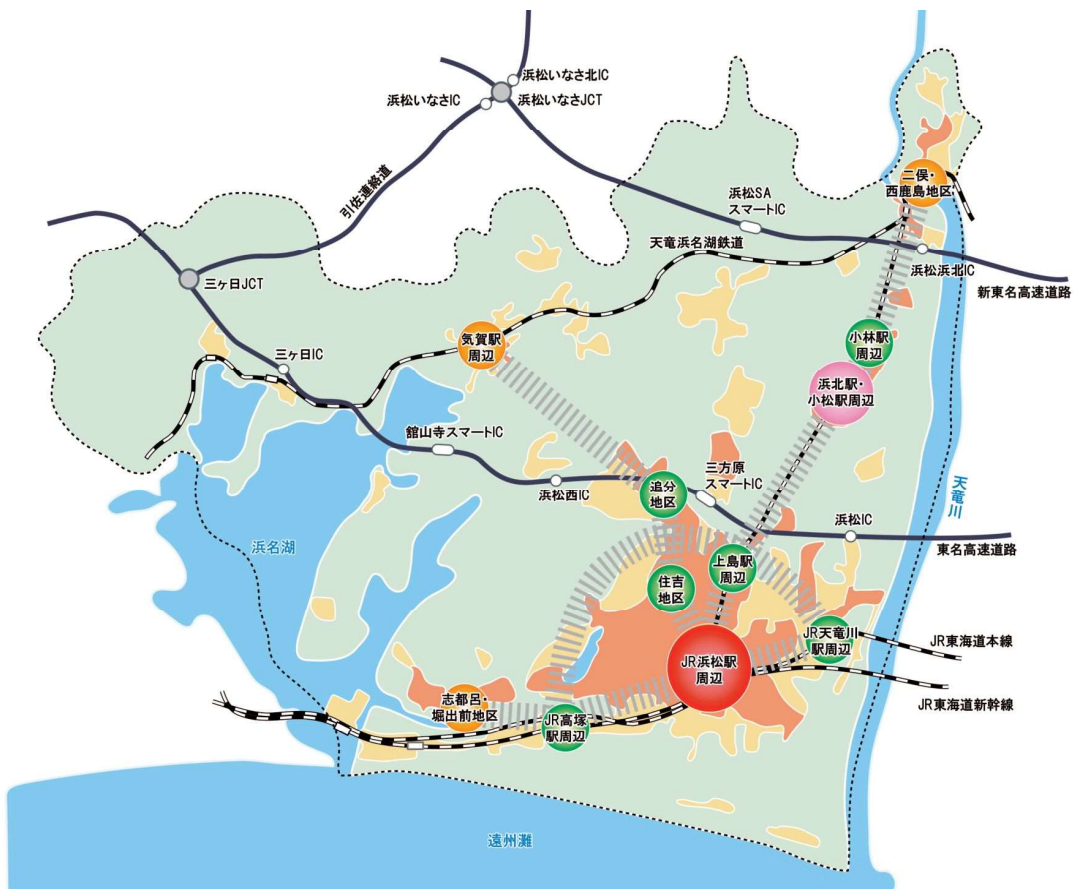 浜松いなさ北IC
浜松いなさIC
浜松いなさJCT
引佐連絡道
浜松SA
スマートIC
二俣・
西鹿島地区
天竜浜名湖鉄道
浜松浜北IC
新東名高速道路
三ヶ日JCT
三ヶ日IC
気賀駅
周辺
小林駅
周辺
浜北駅・
小松駅周辺
舘山寺スマートIC
浜松西IC
追分
地区
三方原
スマートIC
浜松IC
天竜川
東名高速道路
浜名湖
住吉
地区
上島駅
周辺
JR天竜川
駅周辺
JR東海道本線
JR浜松駅
周辺
JR東海道新幹線
志都呂・
堀出前地区
JR高塚
駅周辺
遠州灘